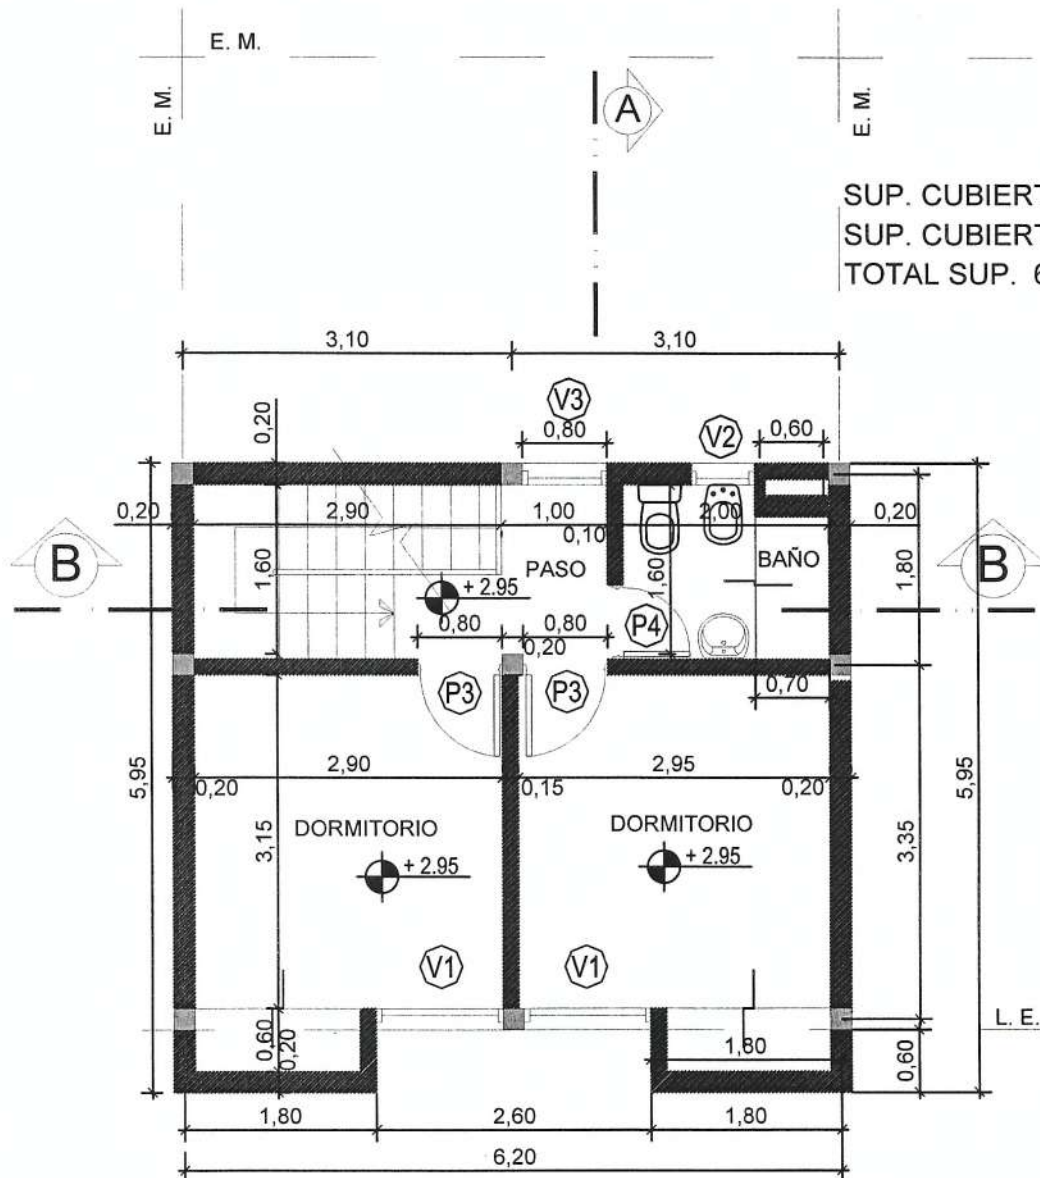 E. M.
E. M.
E. M.
A
SUP. CUBIERT
SUP. CUBIERT
TOTAL SUP. 6
3,10
3,10
0,20
V3
0,80
V2
0,60
0,20
2,90
1,00
2,00
0,20
0,10
B
1,60
PASO
1,60
BAÑO
1,80
B
+ 2.95
0,80
0,80
P4
0,20
P3
P3
0,70
5,95
2,90
2,95
5,95
0,20
0,15
0,20
3,15
DORMITORIO
DORMITORIO
3,35
+ 2.95
+ 2.95
V1
V1
L. E.
0,60
0,20
1,80
0,60
1,80
2,60
1,80
6,20